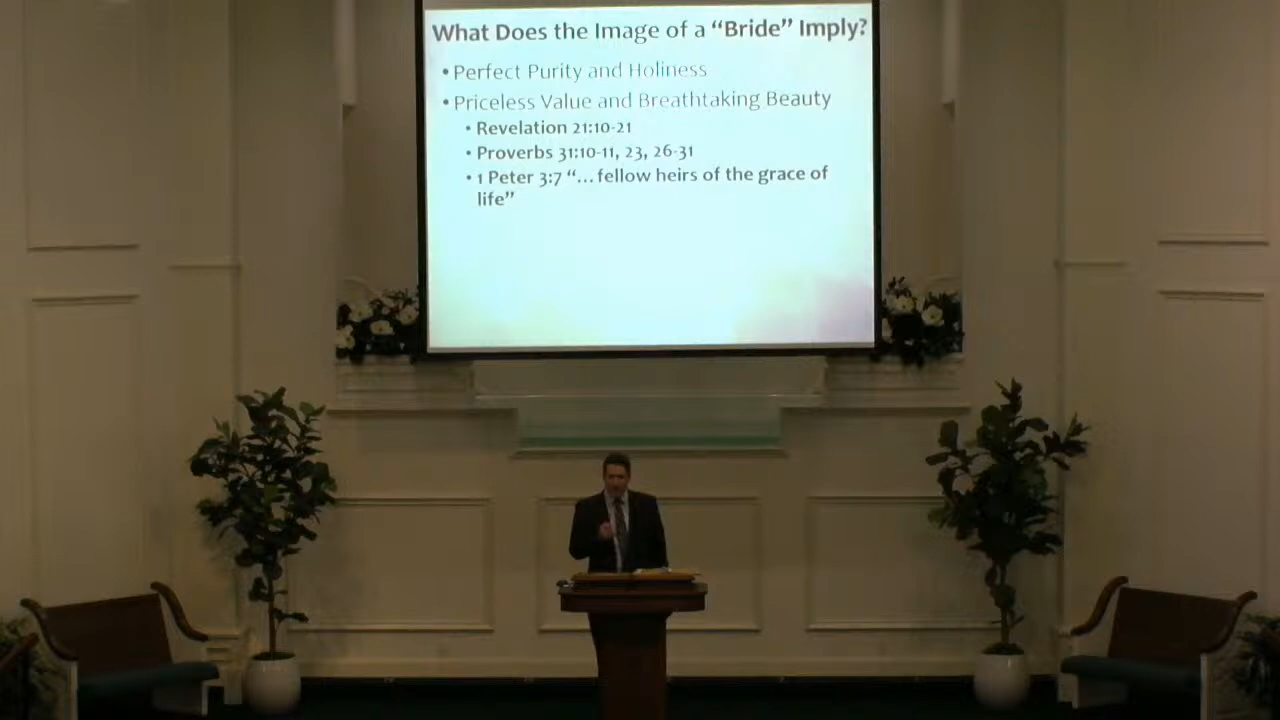 What Does the Image of a “Bride” Imply?
• Perfect Purity and Holiness
• Priceless Value and Breathtaking Beauty
• Revelation 21:10-21
• Proverbs 31:10-11, 23, 26-31
• 1 Peter 3:7 “...fellow heirs of the grace of
life”